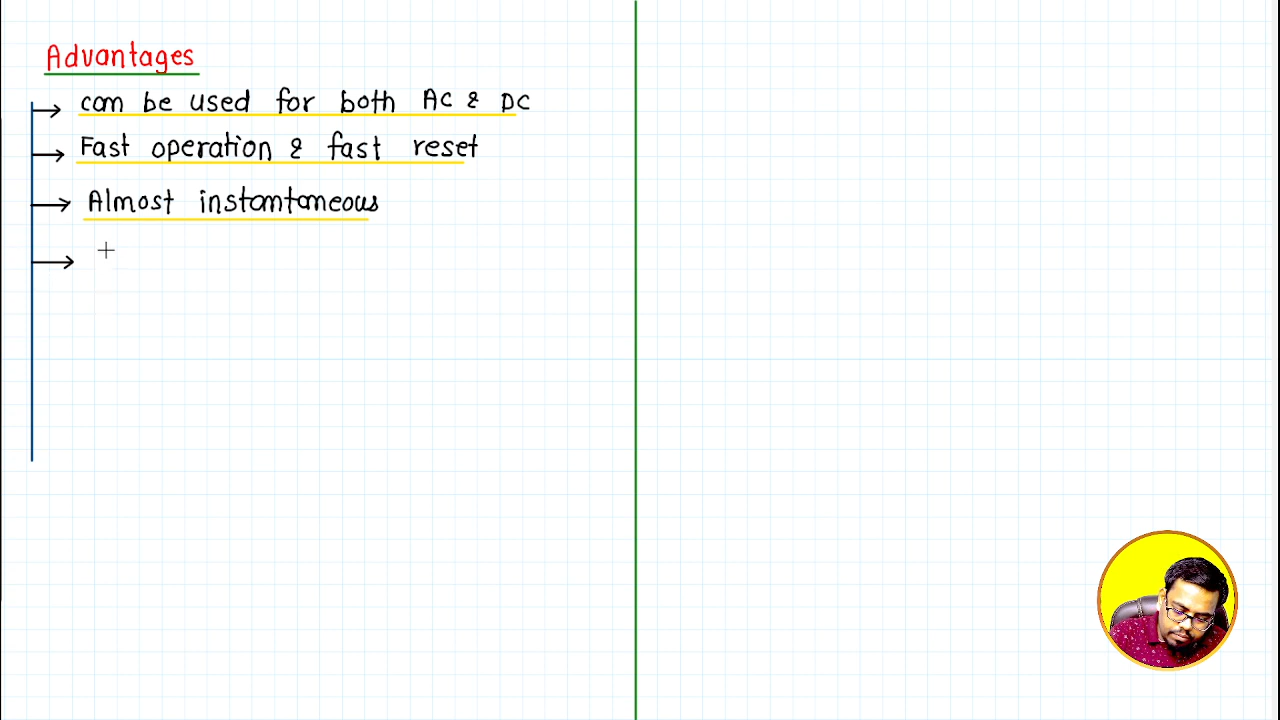 Advantages
can be used for both AC & DC
Fast operation & fast reset
Almost instantaneous